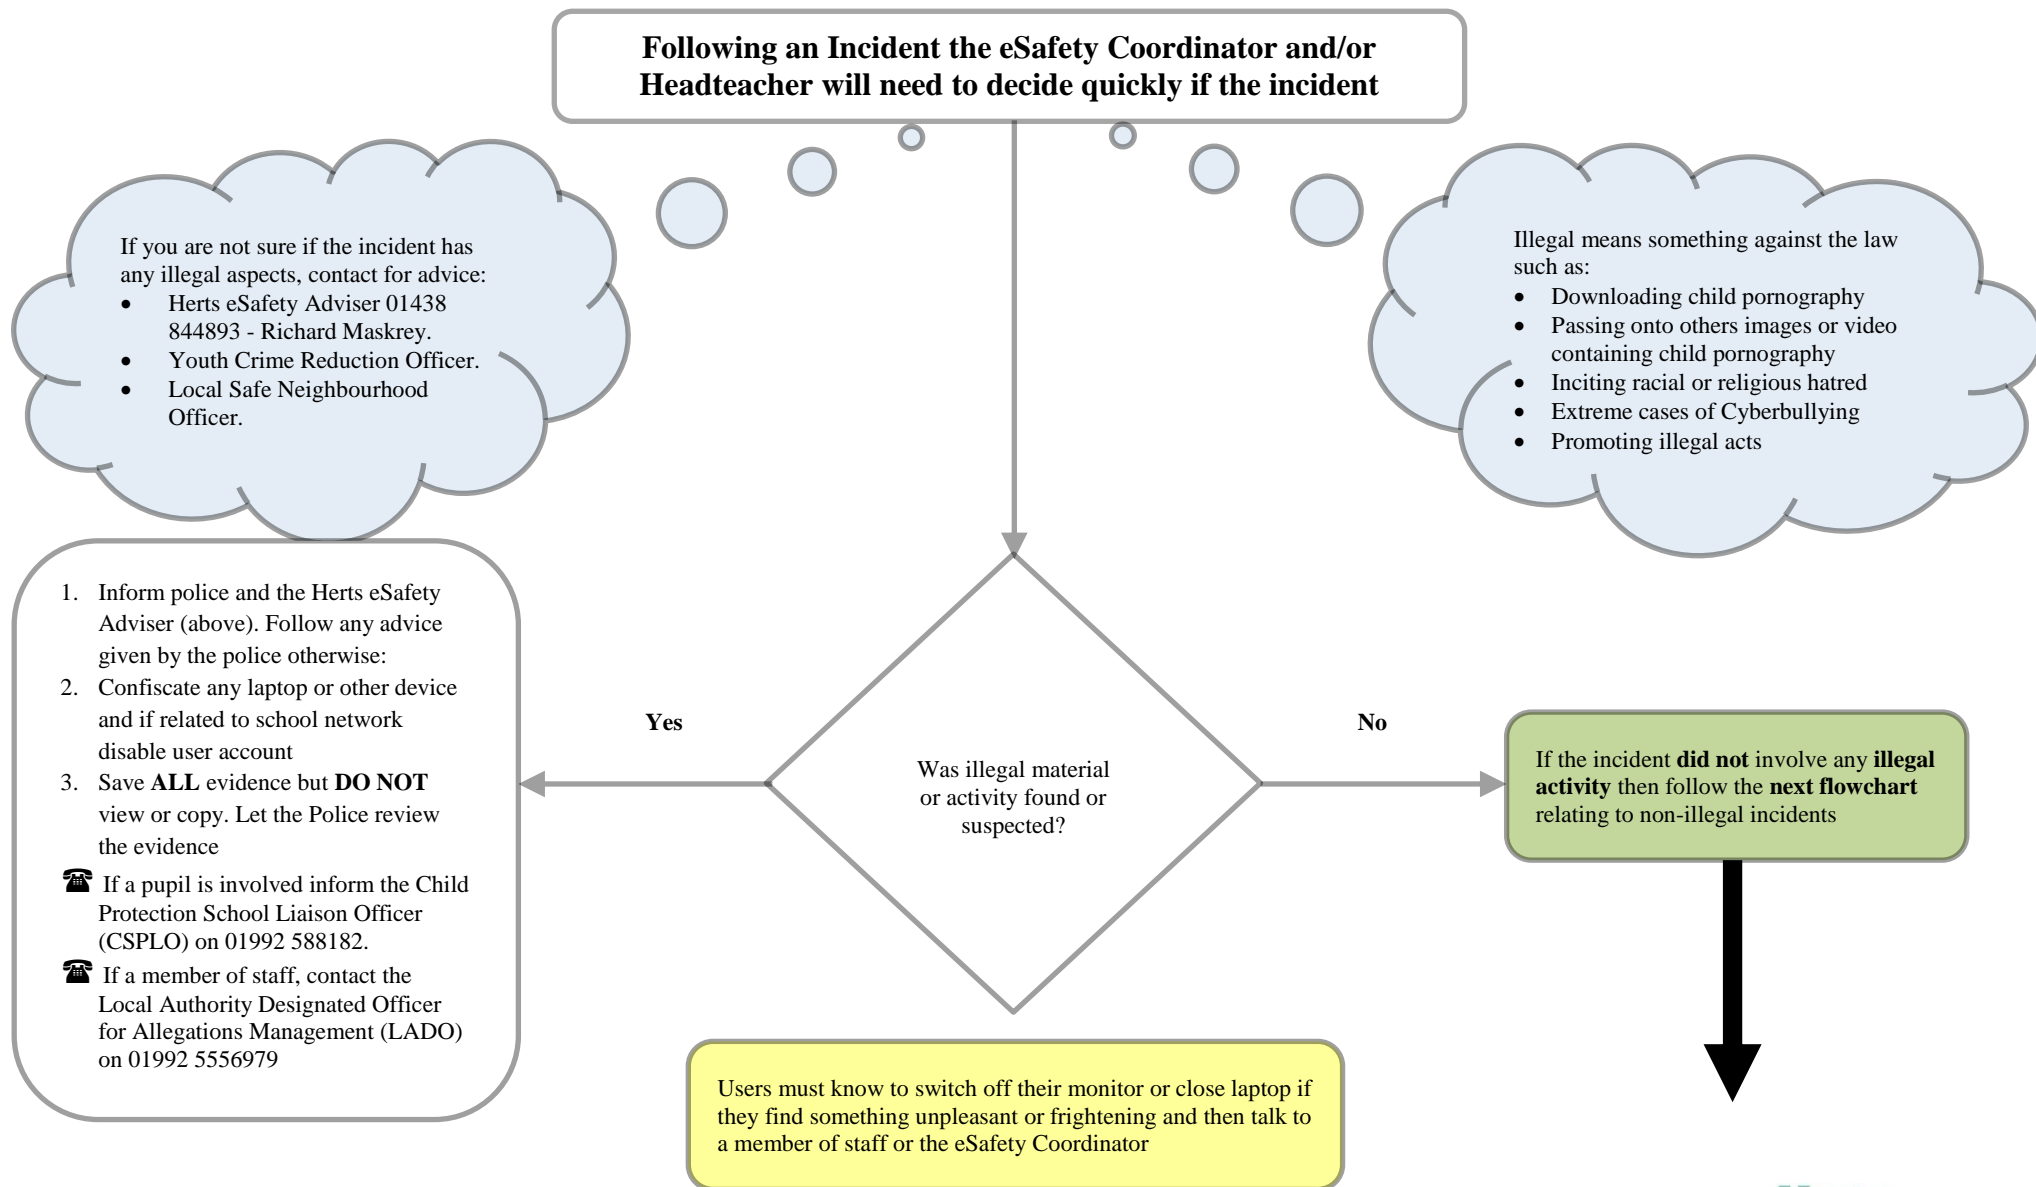 Following an Incident the eSafety Coordinator and/or
Headteacher will need to decide quickly if the incident
If you are not sure if the incident has
any illegal aspects, contact for advice:
• Herts eSafety Adviser 01438
844893 - Richard Maskrey.
• Youth Crime Reduction Officer.
• Local Safe Neighbourhood
Officer.
Illegal means something against the law
such as:
• Downloading child pornography
• Passing onto others images or video
containing child pornography
• Inciting racial or religious hatred
• Extreme cases of Cyberbullying
• Promoting illegal acts
1. Inform police and the Herts eSafety
Adviser (above). Follow any advice
given by the police otherwise:
2. Confiscate any laptop or other device
and if related to school network
disable user account
3. Save ALL evidence but DO NOT
view or copy. Let the Police review
the evidence
☎ If a pupil is involved inform the Child
Protection School Liaison Officer
(CSPLO) on 01992 588182.
☎ If a member of staff, contact the
Local Authority Designated Officer
for Allegations Management (LADO)
on 01992 5556979
Yes
Was illegal material
or activity found or
suspected?
No
If the incident did not involve any illegal
activity then follow the next flowchart
relating to non-illegal incidents
Users must know to switch off their monitor or close laptop if
they find something unpleasant or frightening and then talk to
a member of staff or the eSafety Coordinator